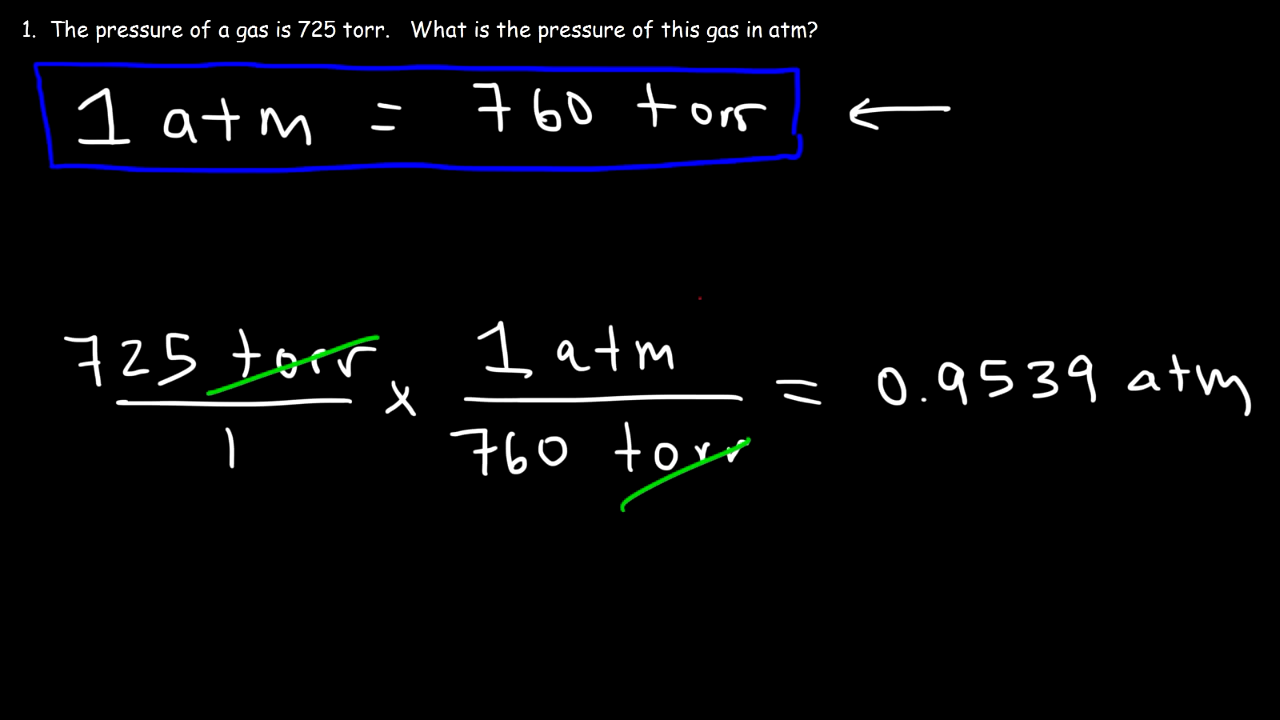 1. The pressure of a gas is 725 torr. What is the pressure of this gas in atm?
1 atm = 760 torr ←
725 torr / 1 x 1 atm / 760 torr = 0.9539 atm